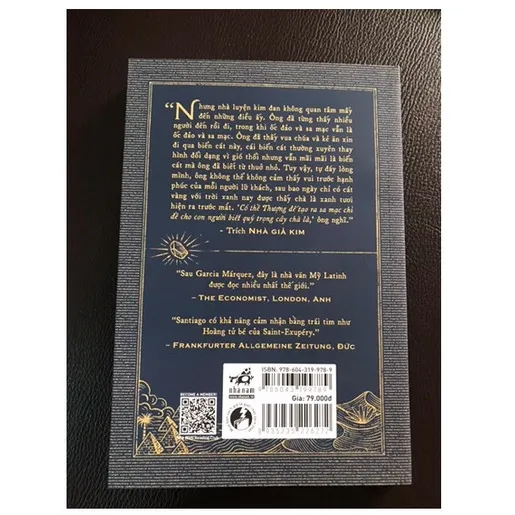 “Nhưng nhà luyện kim đan không quan tâm mấy
đến những điều ấy. Ông đã từng thấy nhiều
người đến rồi đi, trong khi ốc đảo và sa mạc vẫn là
ốc đảo và sa mạc. Ông đã thấy vua chúa và kẻ ăn xin
đi qua biển cát này, cái biển cát thường xuyên thay
hình đổi dạng vì gió thổi nhưng vẫn mãi mãi là biển
cát mà ông đã biết từ thuở nhỏ. Tuy vậy, tự đáy lòng
mình, ông không thể không cảm thấy vui trước hạnh
phúc của mỗi người lữ khách, sau bao ngày chỉ có cát
vàng với trời xanh nay được thấy chà là xanh tươi
hiện ra trước mắt. ‘Có thể Thượng đế tạo ra sa mạc chỉ
để cho con người biết quý trọng cây chà là,’ ông nghĩ.”
- Trích NHÀ GIẢ KIM
“Sau Garcia Márquez, đây là nhà văn Mỹ Latinh
được đọc nhiều nhất thế giới.”
– THE ECONOMIST, LONDON, ANH
“Santiago có khả năng cảm nhận bằng trái tim như
Hoàng tử bé của Saint-Exupéry.”
– FRANKFURTER ALLGEMEINE ZEITUNG, ĐỨC
ISBN: 978-604-319-978-9
nhã nam
Giá: 79.000đ
BECOME A MEMBER!